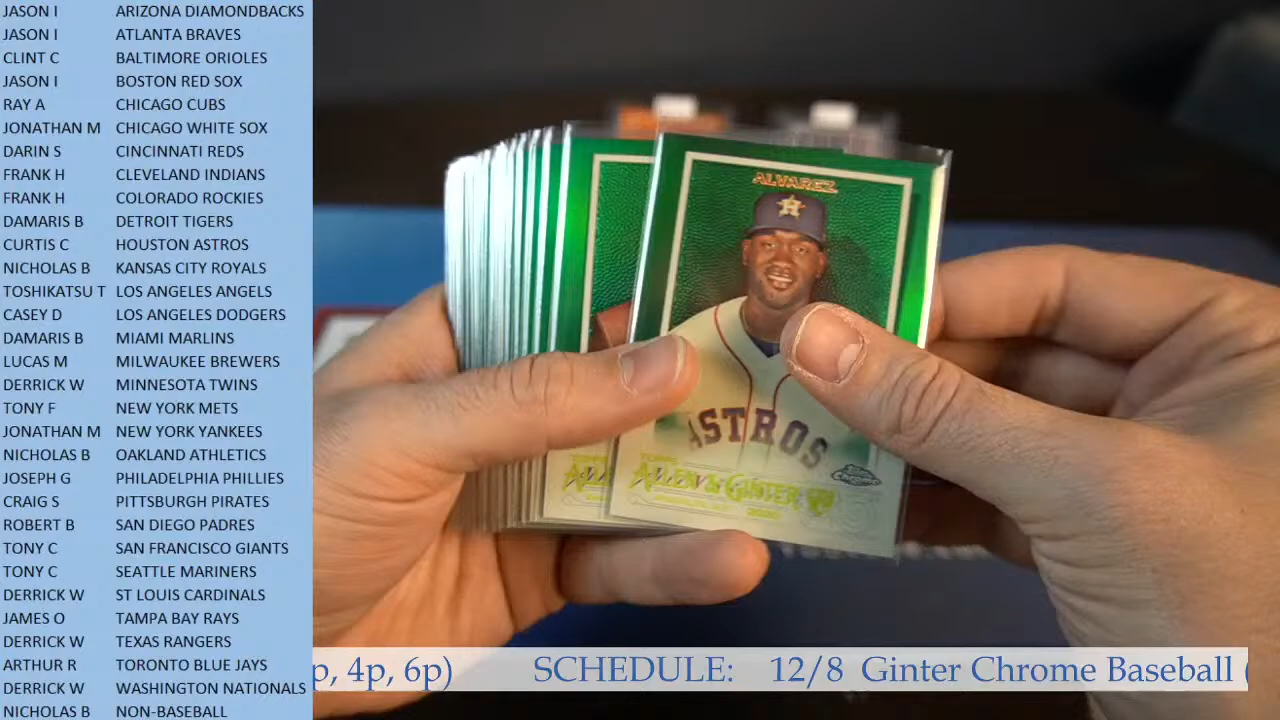 JASON I ARIZONA DIAMONDBACKS
JASON I ATLANTA BRAVES
CLINT C BALTIMORE ORIOLES
JASON I BOSTON RED SOX
RAY A CHICAGO CUBS
JONATHAN M CHICAGO WHITE SOX
DARIN S CINCINNATI REDS
FRANK H CLEVELAND INDIANS
FRANK H COLORADO ROCKIES
DAMARIS B DETROIT TIGERS
CURTIS C HOUSTON ASTROS
NICHOLAS B KANSAS CITY ROYALS
TOSHIKATSU T LOS ANGELES ANGELS
CASEY D LOS ANGELES DODGERS
DAMARIS B MIAMI MARLINS
LUCAS M MILWAUKEE BREWERS
DERRICK W MINNESOTA TWINS
TONY F NEW YORK METS
JONATHAN M NEW YORK YANKEES
NICHOLAS B OAKLAND ATHLETICS
JOSEPH G PHILADELPHIA PHILLIES
CRAIG S PITTSBURGH PIRATES
ROBERT B SAN DIEGO PADRES
TONY C SAN FRANCISCO GIANTS
TONY C SEATTLE MARINERS
DERRICK W ST LOUIS CARDINALS
JAMES O TAMPA BAY RAYS
DERRICK W TEXAS RANGERS
ARTHUR R TORONTO BLUE JAYS
DERRICK W WASHINGTON NATIONALS
NICHOLAS B NON-BASEBALL
ALVAREZ
H
ASTROS
TOPPS
ALLEN & GINTER
Topps Chrome
p, 4p, 6p) SCHEDULE: 12/8 Ginter Chrome Baseball (